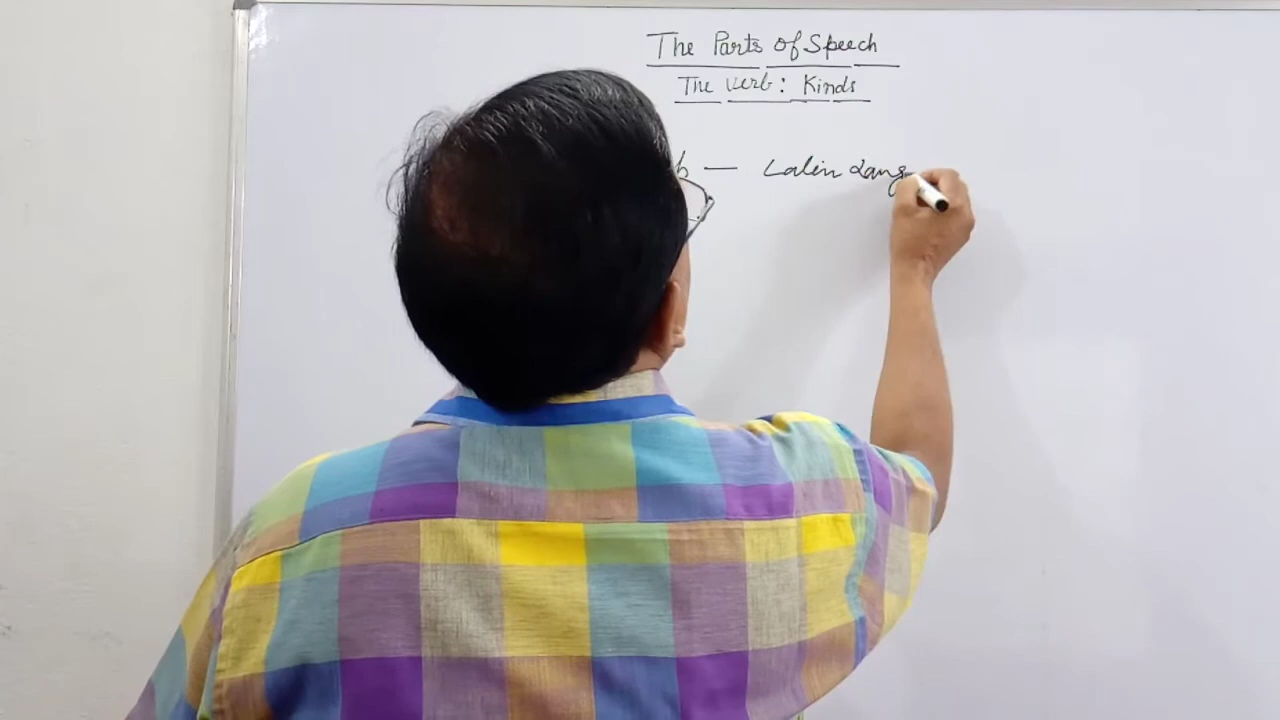 The Parts of Speech
The Verb: Kinds
b — Latin Lang